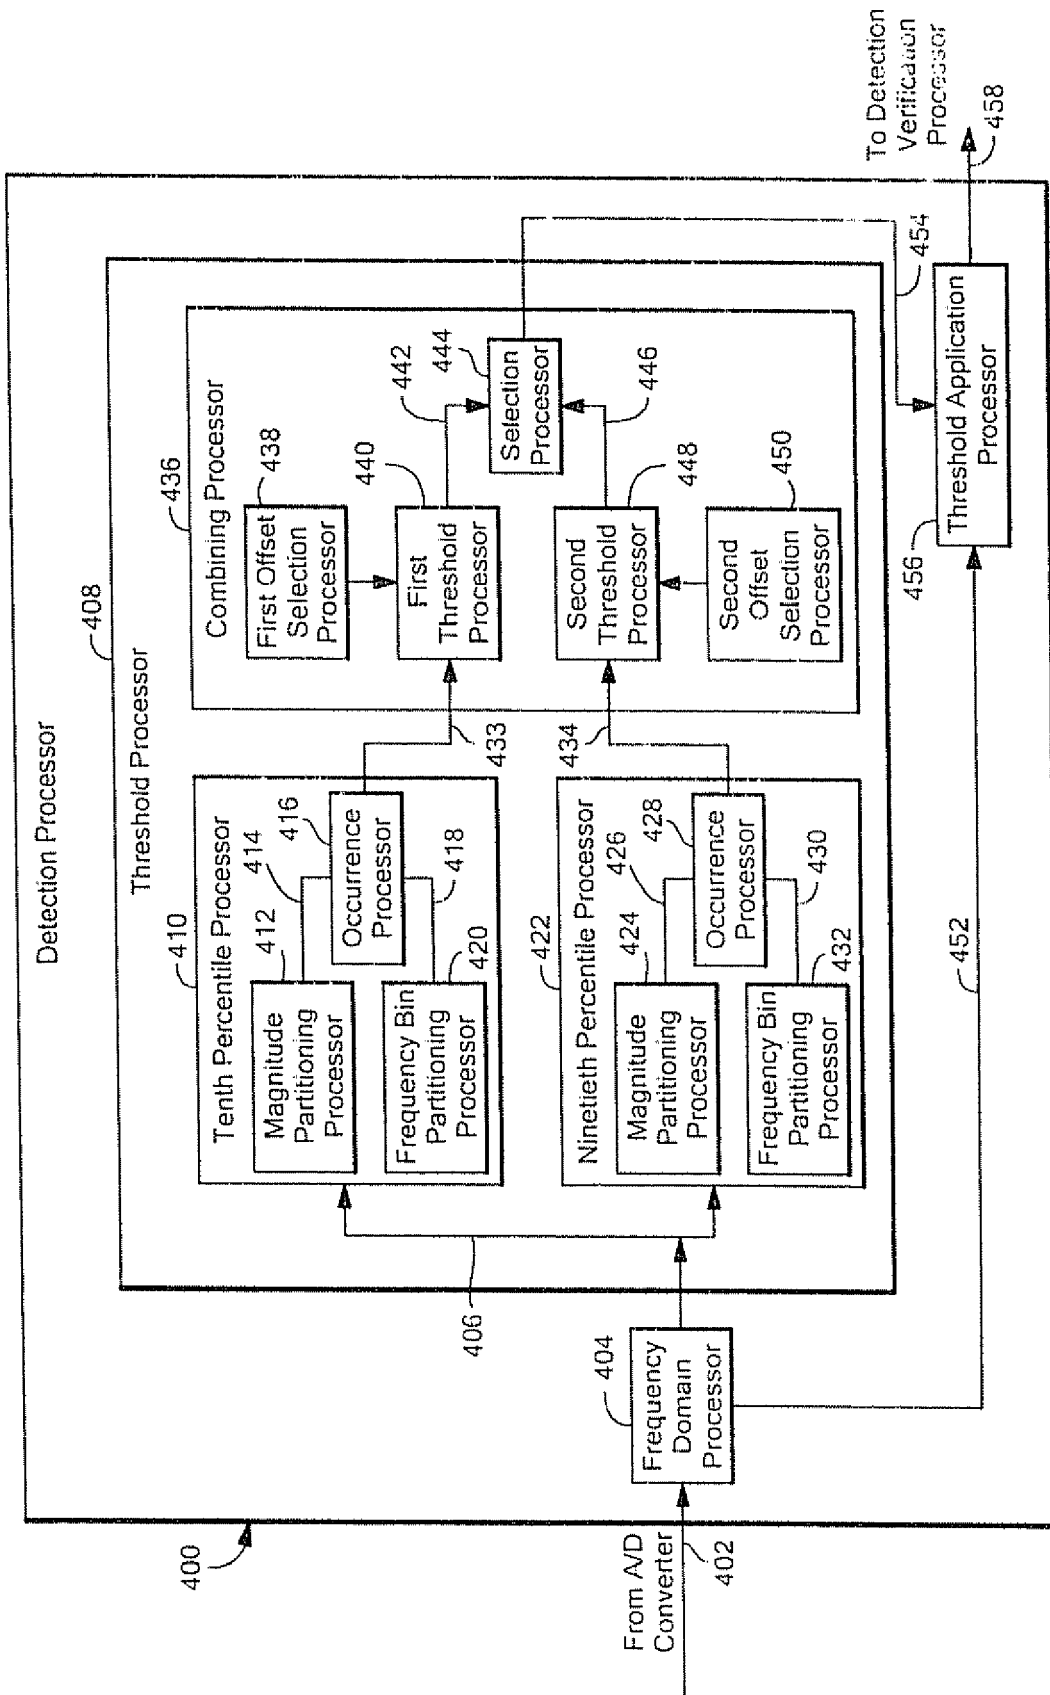 Detection Processor
400
408
Threshold Processor
410
Tenth Percentile Processor
412
414
416
Magnitude
Partitioning
Processor
Occurrence
Processor
418
420
Frequency Bin
Partitioning
Processor
422
Ninetieth Percentile Processor
424
426
428
Magnitude
Partitioning
Processor
Occurrence
Processor
430
432
Frequency Bin
Partitioning
Processor
433
434
436
Combining Processor
First Offset
Selection
Processor
438
440
442
444
First
Threshold
Processor
Selection
Processor
446
448
Second
Threshold
Processor
450
Second
Offset
Selection
Processor
406
404
Frequency
Domain
Processor
From A/D
Converter
402
452
454
456
Threshold Application
Processor
To Detection
Verification
Processor
458